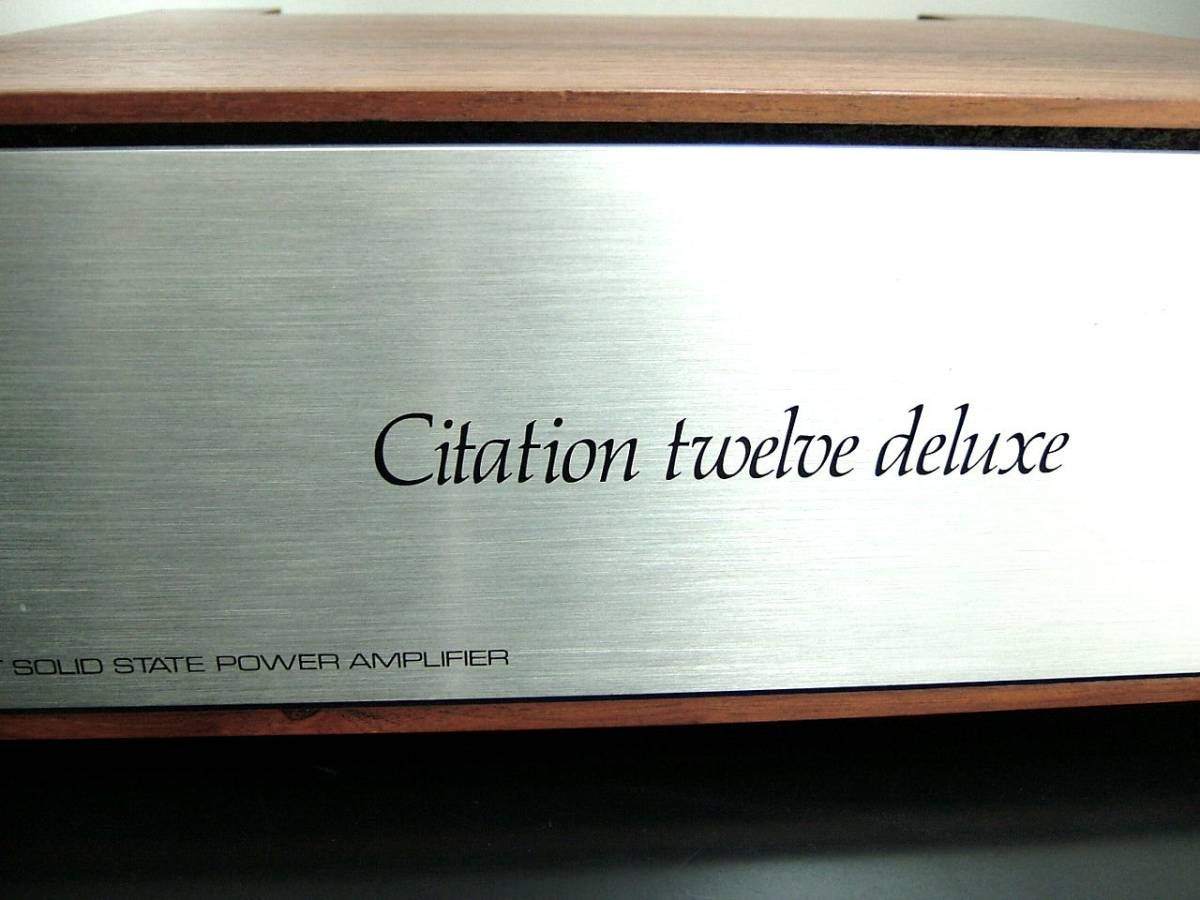 Citation twelve deluxe
SOLID STATE POWER AMPLIFIER